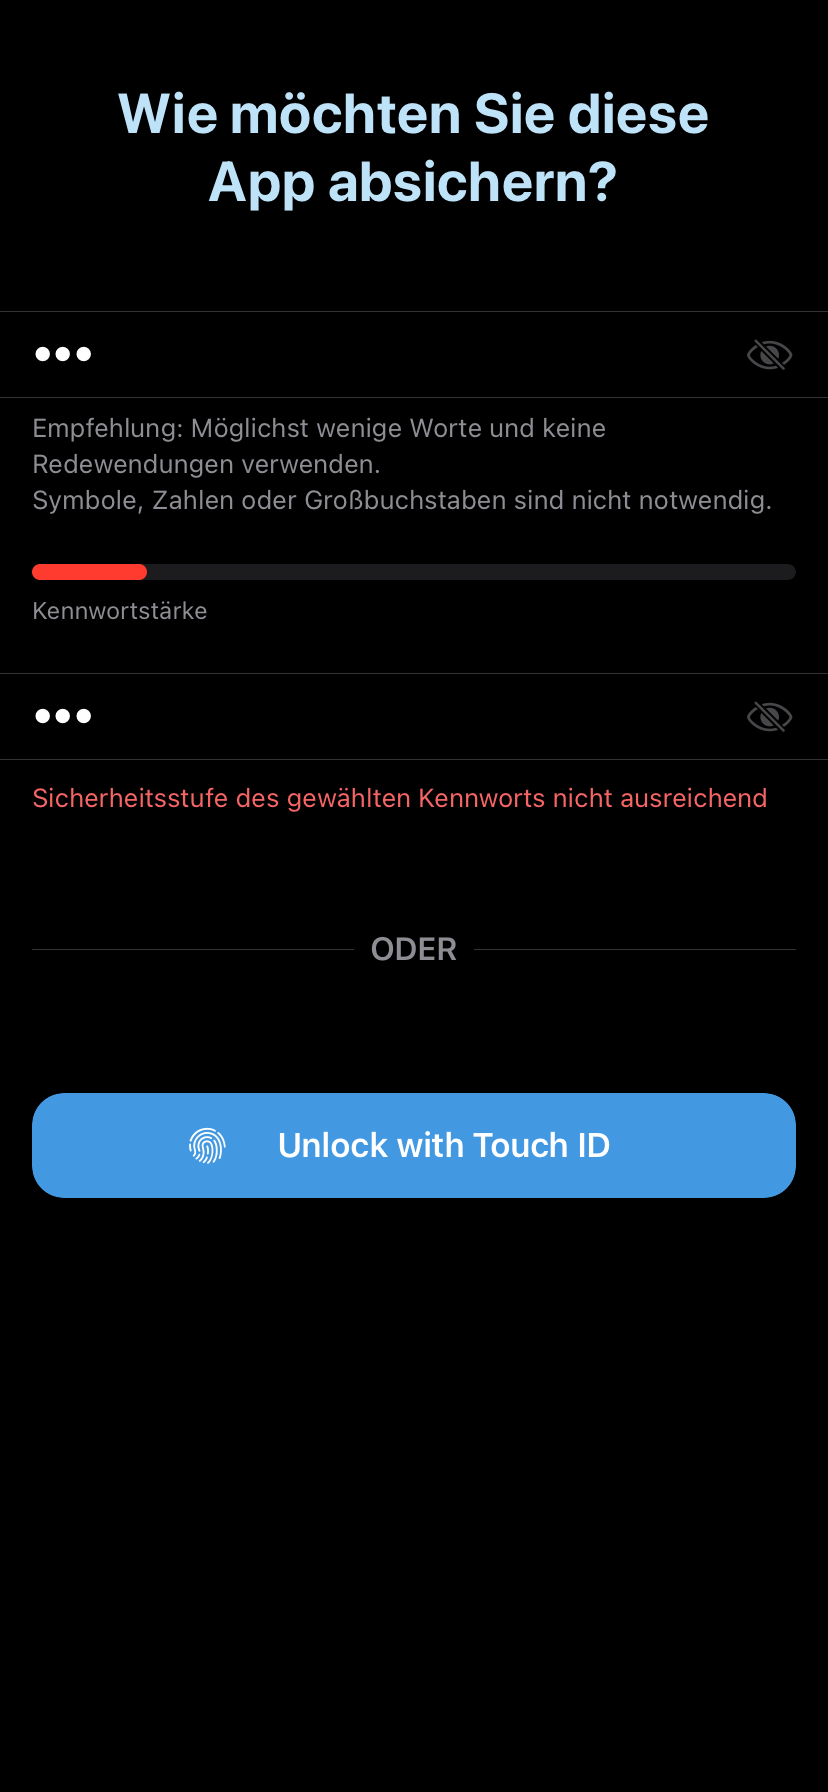 Wie möchten Sie diese
App absichern?
•••
Empfehlung: Möglichst wenige Worte und keine
Redewendungen verwenden.
Symbole, Zahlen oder Großbuchstaben sind nicht notwendig.
Kennwortstärke
•••
Sicherheitsstufe des gewählten Kennworts nicht ausreichend
ODER
Unlock with Touch ID